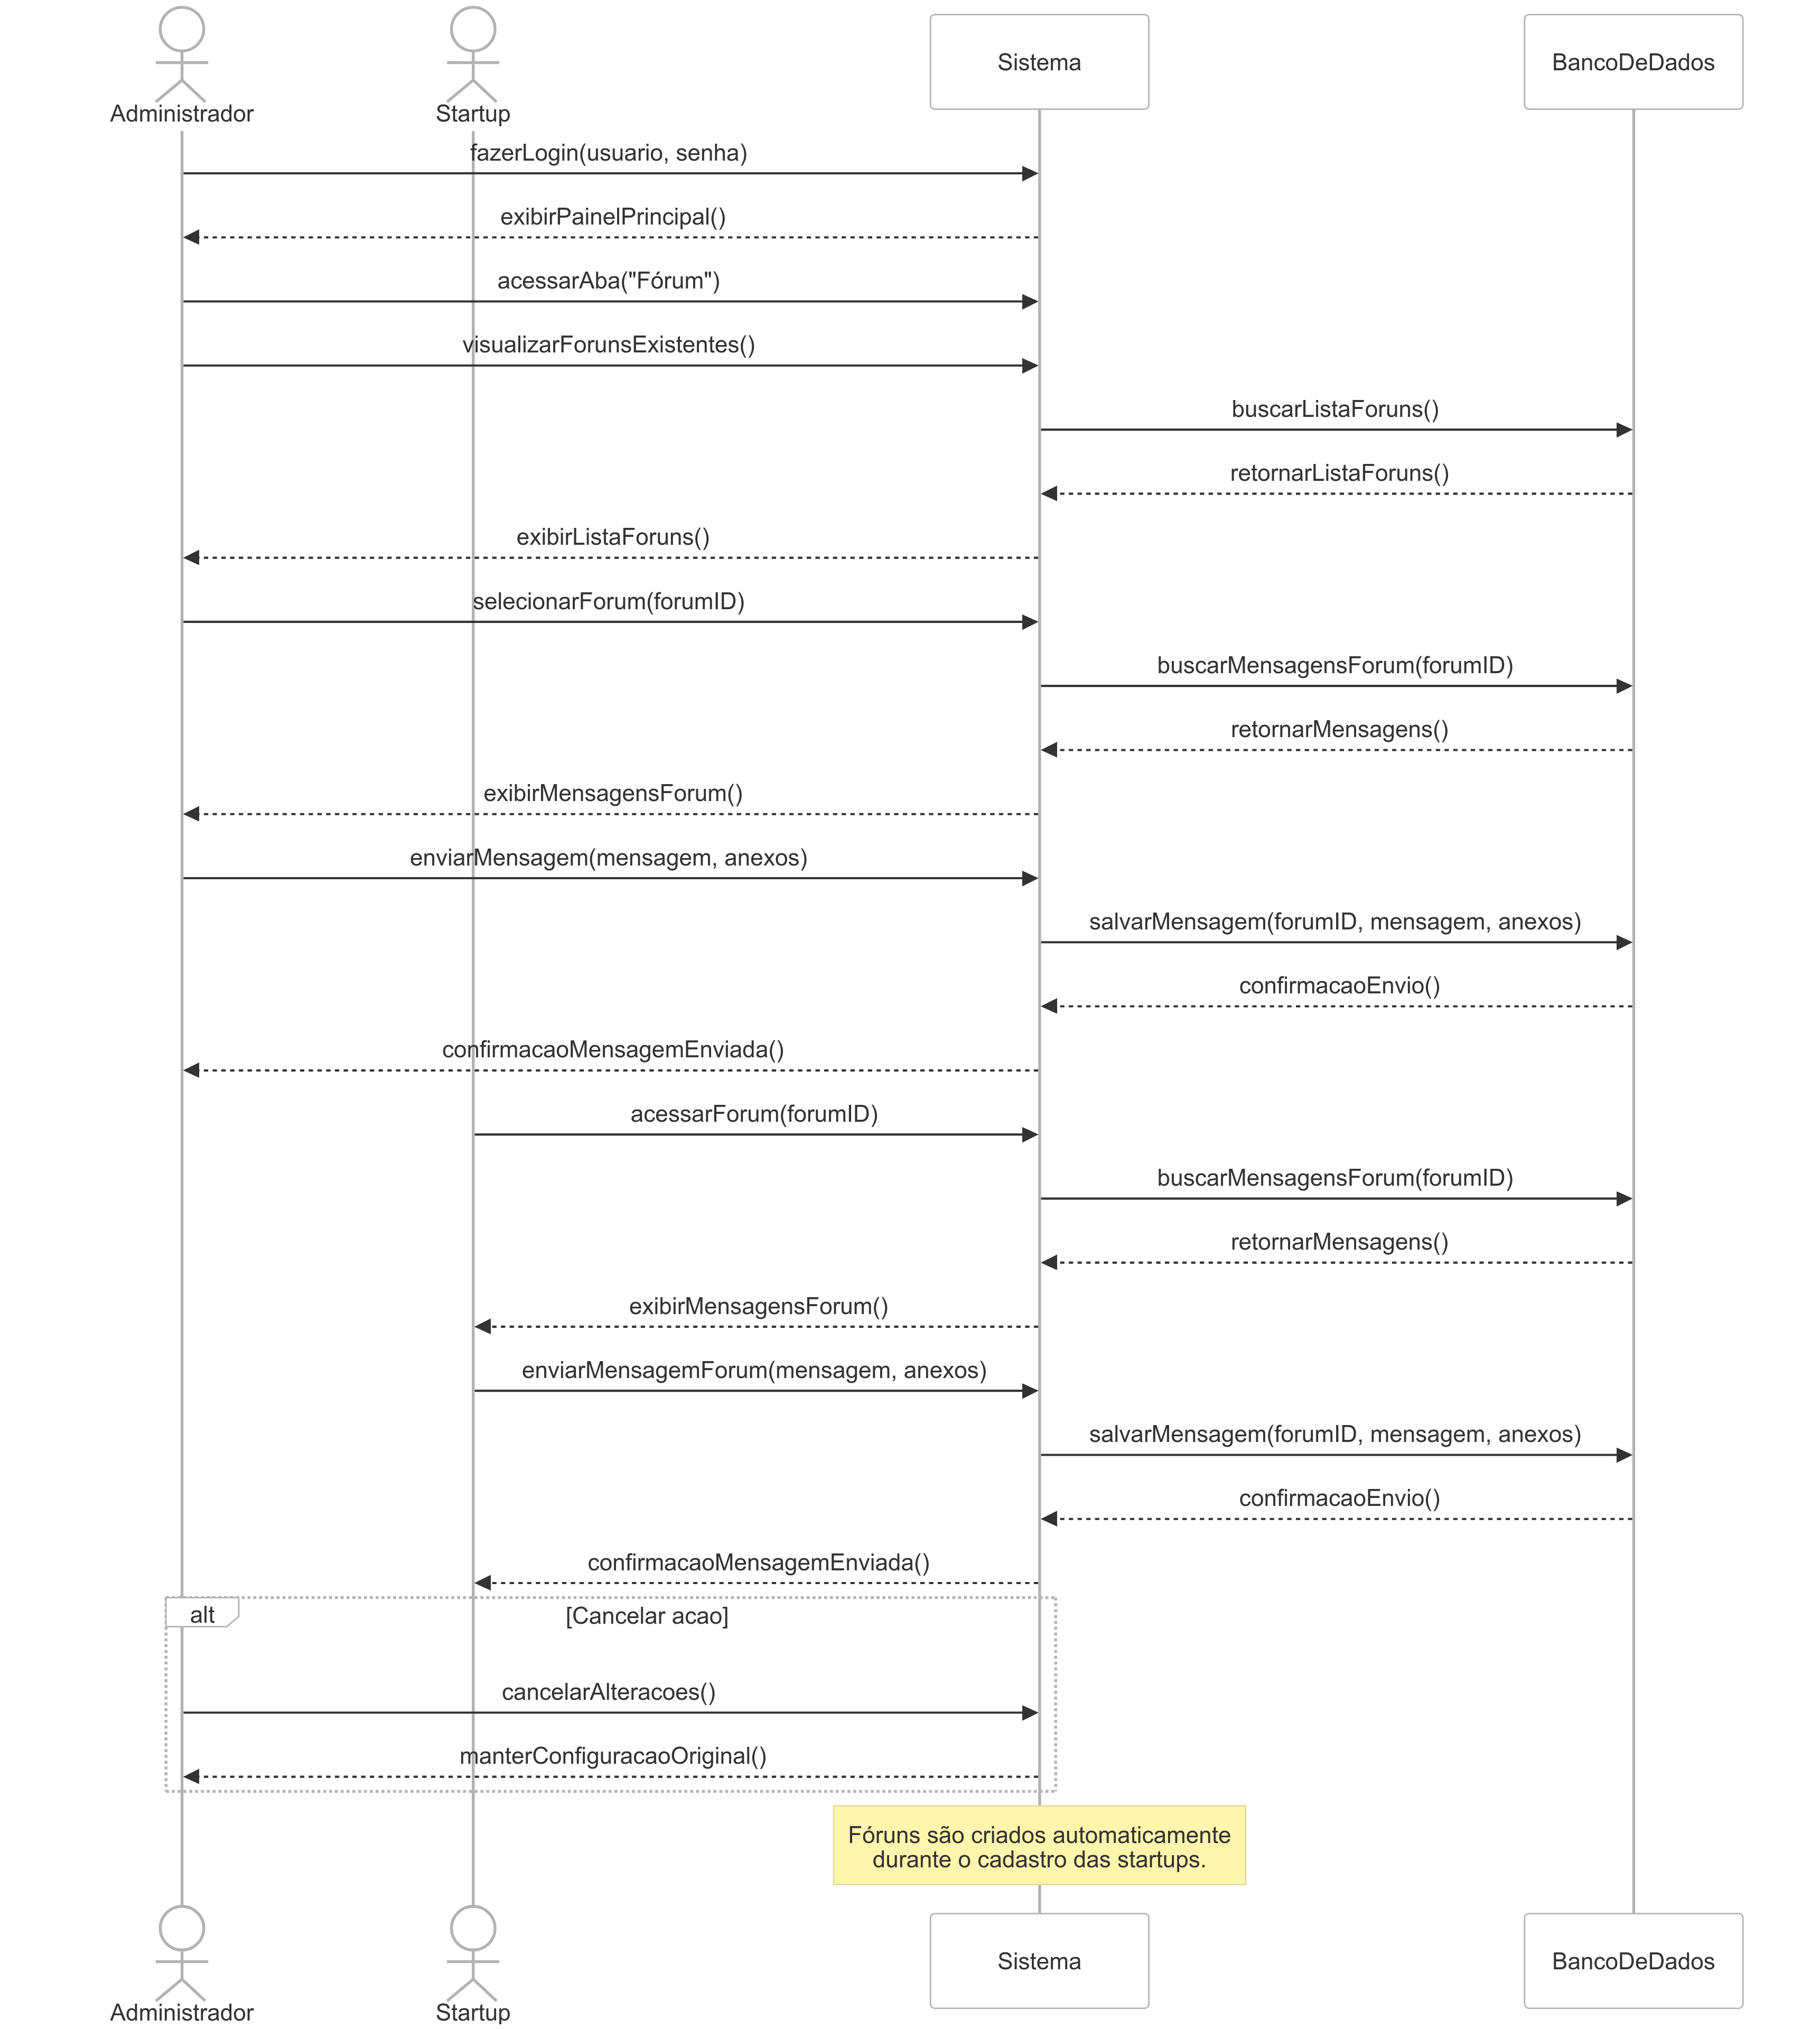 Administrador
Startup
Sistema
BancoDeDados
fazerLogin(usuario, senha)
exibirPainelPrincipal()
acessarAba("Fórum")
visualizarForunsExistentes()
buscarListaForuns()
retornarListaForuns()
exibirListaForuns()
selecionarForum(forumID)
buscarMensagensForum(forumID)
retornarMensagens()
exibirMensagensForum()
enviarMensagem(mensagem, anexos)
salvarMensagem(forumID, mensagem, anexos)
confirmacaoEnvio()
confirmacaoMensagemEnviada()
acessarForum(forumID)
buscarMensagensForum(forumID)
retornarMensagens()
exibirMensagensForum()
enviarMensagemForum(mensagem, anexos)
salvarMensagem(forumID, mensagem, anexos)
confirmacaoEnvio()
confirmacaoMensagemEnviada()
alt
[Cancelar acao]
cancelarAlteracoes()
manterConfiguracaoOriginal()
Fóruns são criados automaticamente
durante o cadastro das startups.
Administrador
Startup
Sistema
BancoDeDados